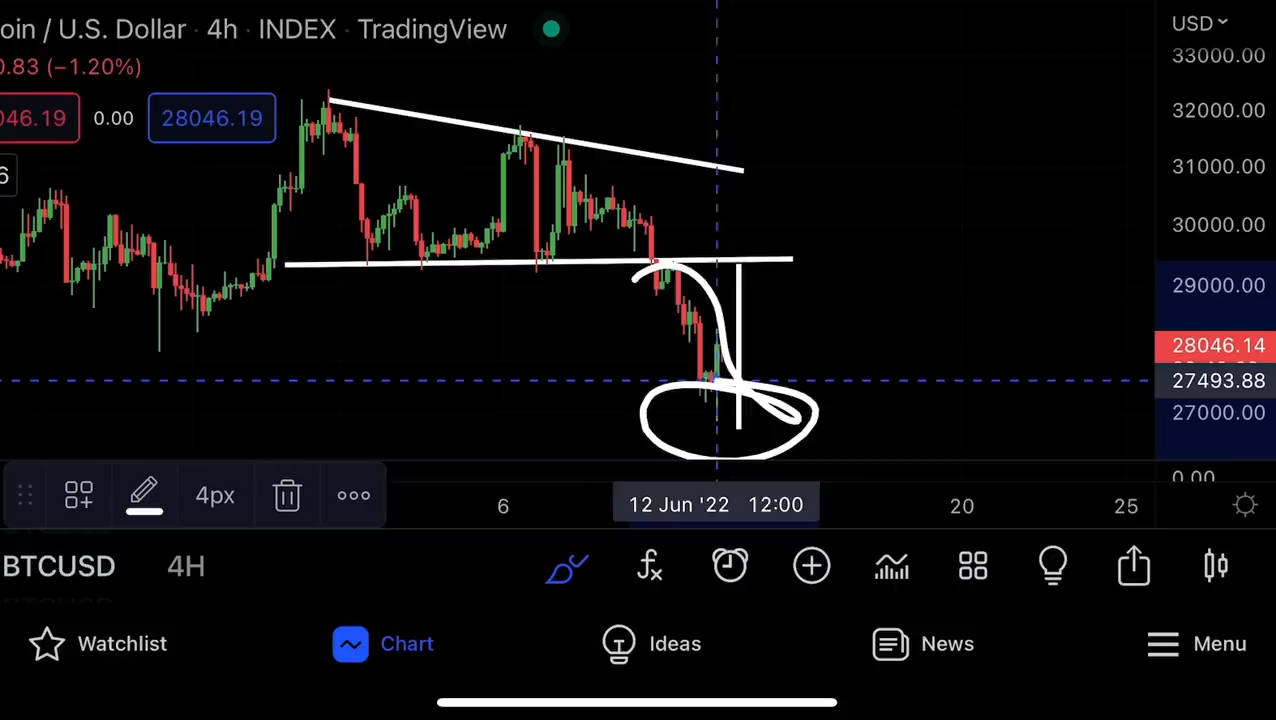 oin / U.S. Dollar · 4h · INDEX · TradingView
USD
0.83 (−1.20%)
33000.00
046.19 0.00 28046.19
32000.00
31000.00
6
30000.00
29000.00
28046.14
27493.88
27000.00
0.00
4px
6 12 Jun '22 12:00 20 25
BTCUSD 4H
Watchlist Chart Ideas News Menu